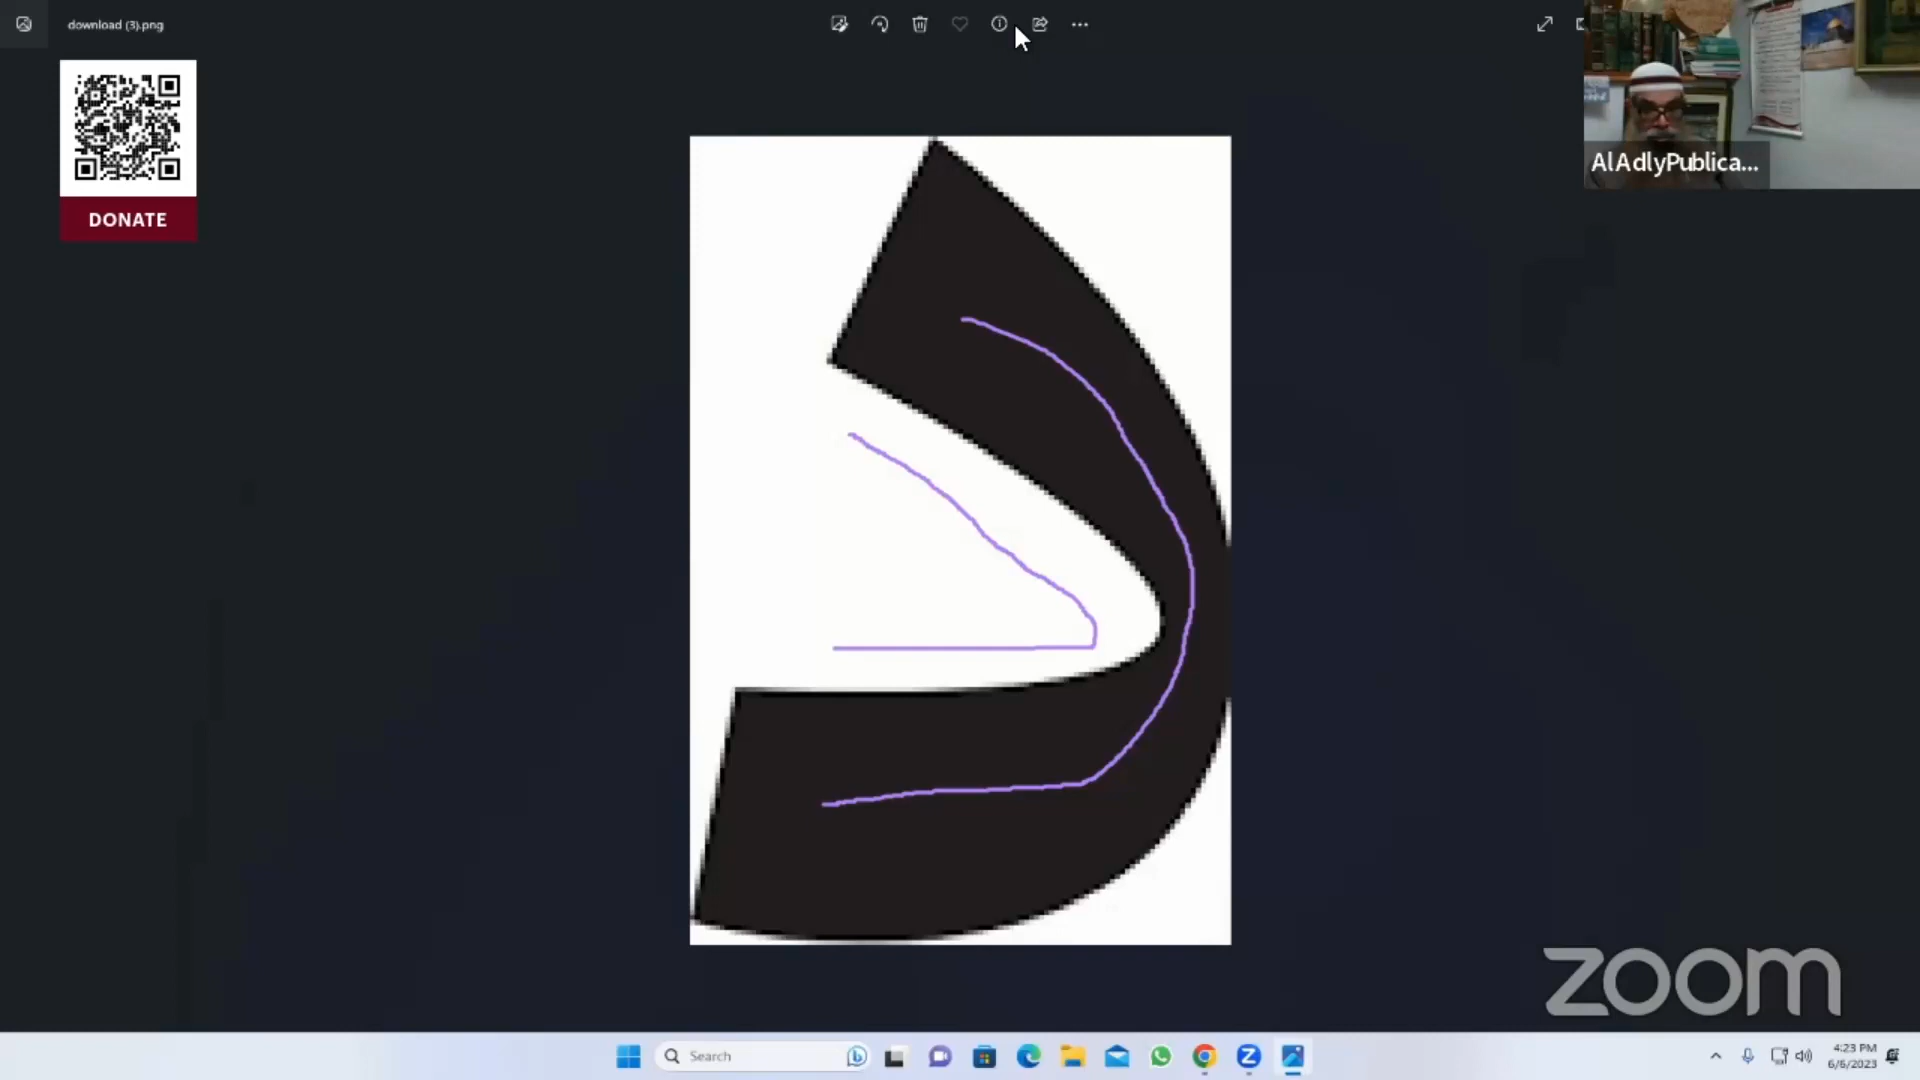 download (3).png
DONATE
AlAdlyPublica...
د
zoom
Search
4:23 PM
6/6/2023